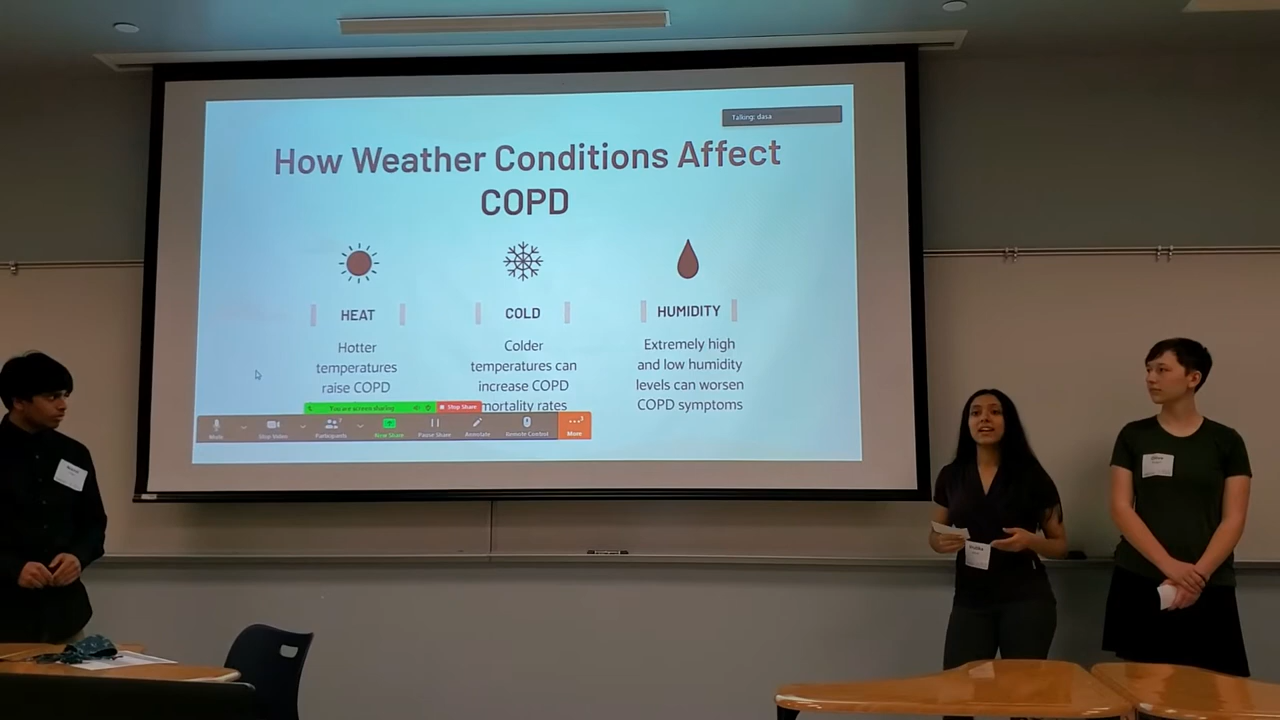 Talking: dasa
How Weather Conditions Affect
COPD
HEAT
COLD
HUMIDITY
Hotter
temperatures
raise COPD
Colder
temperatures can
increase COPD
mortality rates
Extremely high
and low humidity
levels can worsen
COPD symptoms
You are screen sharing
Stop Share
Mute
Stop Video
Participants
7
New Share
Pause Share
Annotate
Remote Control
More